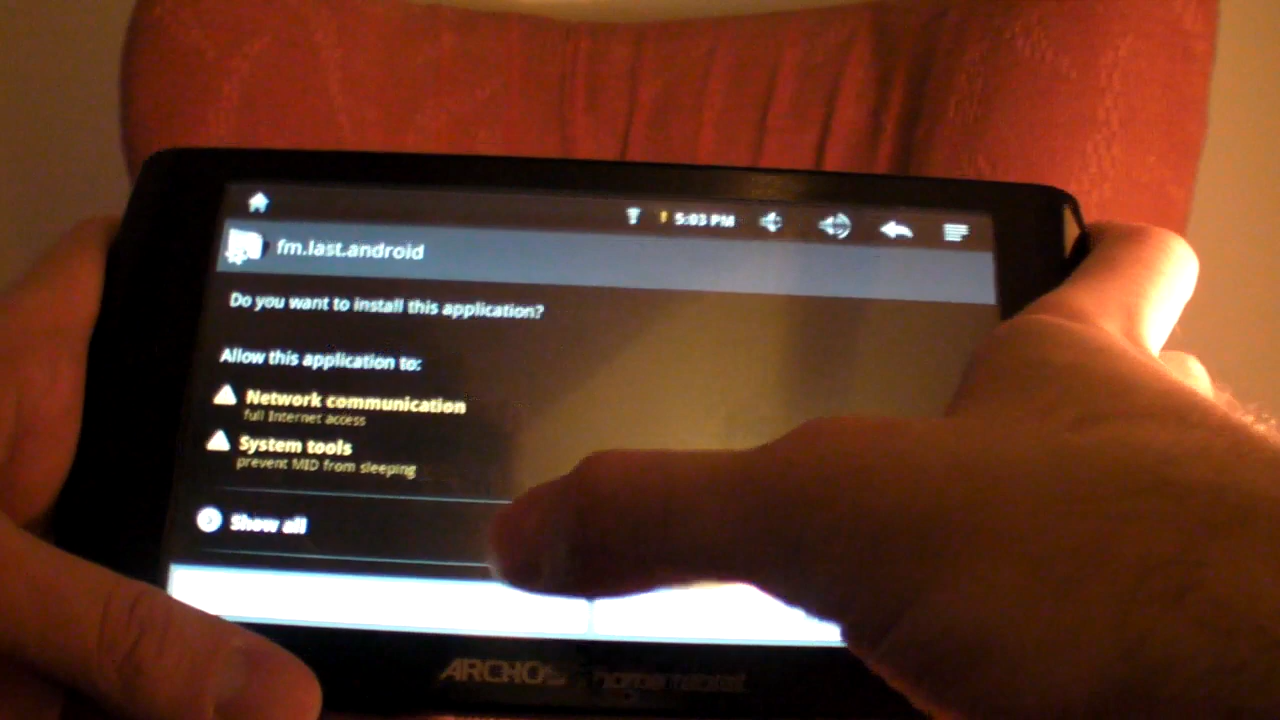 5:03 PM
fm.last.android
Do you want to install this application?
Allow this application to:
Network communication
full Internet access
System tools
prevent MID from sleeping
Show all
ARCHOS home tablet